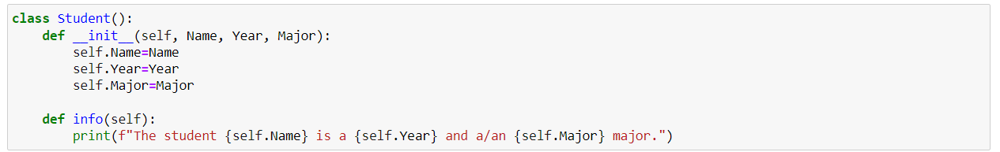 class Student():
    def __init__(self, Name, Year, Major):
        self.Name=Name
        self.Year=Year
        self.Major=Major

    def info(self):
        print(f"The student {self.Name} is a {self.Year} and a/an {self.Major} major.")